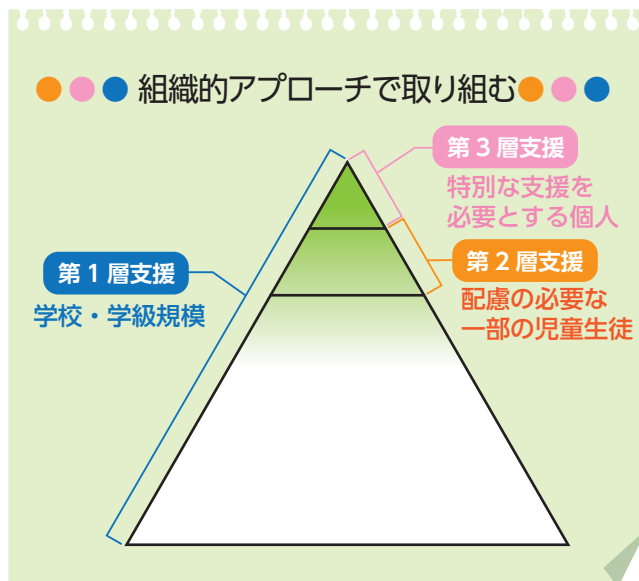 組織的アプローチで取り組む
第3層支援
特別な支援を
必要とする個人
第2層支援
配慮の必要な
一部の児童生徒
第1層支援
学校・学級規模